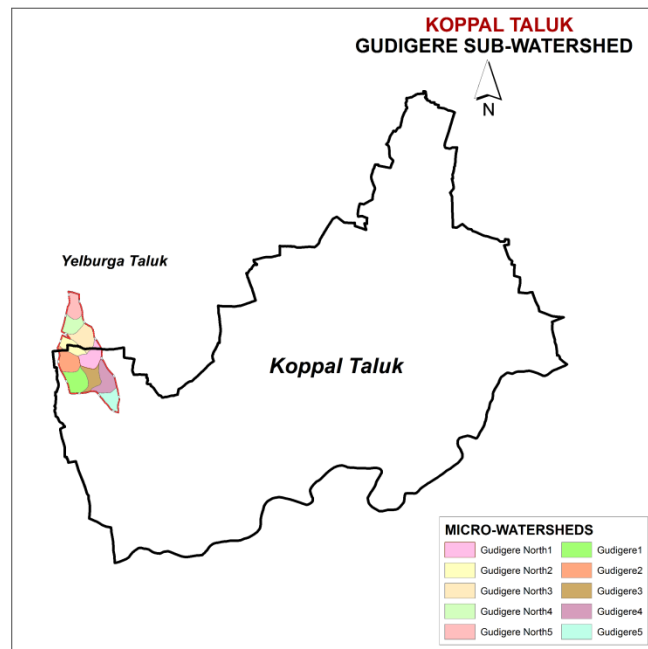 KOPPAL TALUK
GUDIGERE SUB-WATERSHED
N
Yelburga Taluk
Koppal Taluk
MICRO-WATERSHEDS
Gudigere North1 Gudigere1
Gudigere North2 Gudigere2
Gudigere North3 Gudigere3
Gudigere North4 Gudigere4
Gudigere North5 Gudigere5